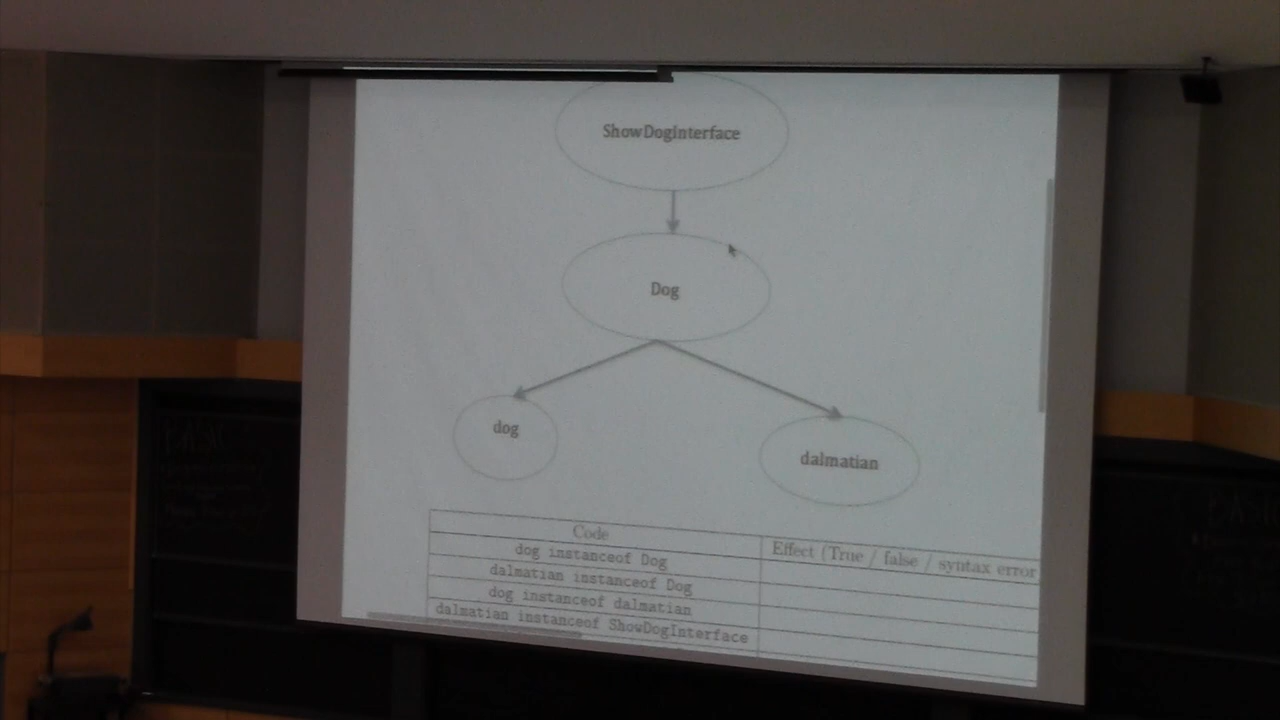 ShowDogInterface
Dog
dog
dalmatian
Code
Effect (True / false / syntax error
dog instanceof Dog
dalmatian instanceof Dog
dog instanceof dalmatian
dalmatian instanceof ShowDogInterface